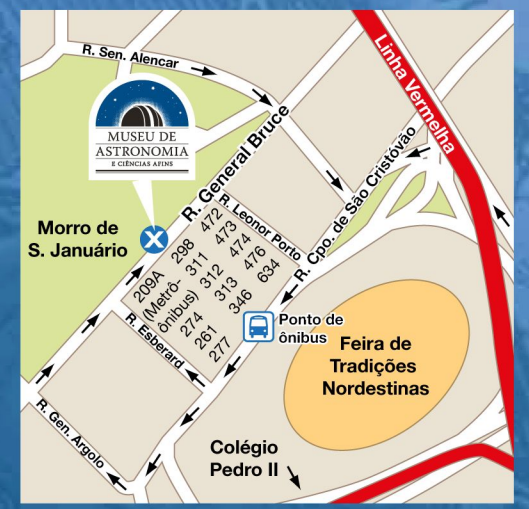 R. Sen. Alencar
MUSEU DE
ASTRONOMIA
E CIÊNCIAS AFINS
Linha Vermelha
R. General Bruce
R. Cpo. de São Cristóvão
Morro de
S. Januário
R. Leonor Porto
209A 298 472
(Metrô- 311 473
ônibus) 312 474
274 313 476
261 346 634
277
R. Esberard
Ponto de
ônibus
Feira de
Tradições
Nordestinas
R. Gen. Argolo
Colégio
Pedro II